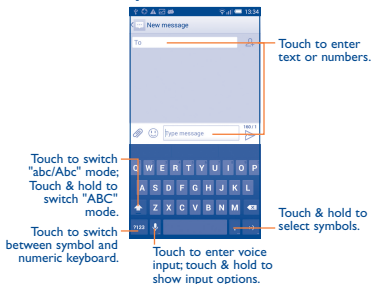 13:34
New message
To
Touch to enter
text or numbers.
160 / 1
Type message
Touch to switch
"abc/Abc" mode;
Touch & hold to
switch "ABC"
mode.
Q W E R T Y U I O P
A S D F G H J K L
Z X C V B N M
?123
Touch to switch
between symbol and
numeric keyboard.
Touch & hold to
select symbols.
Touch to enter voice
input; touch & hold to
show input options.